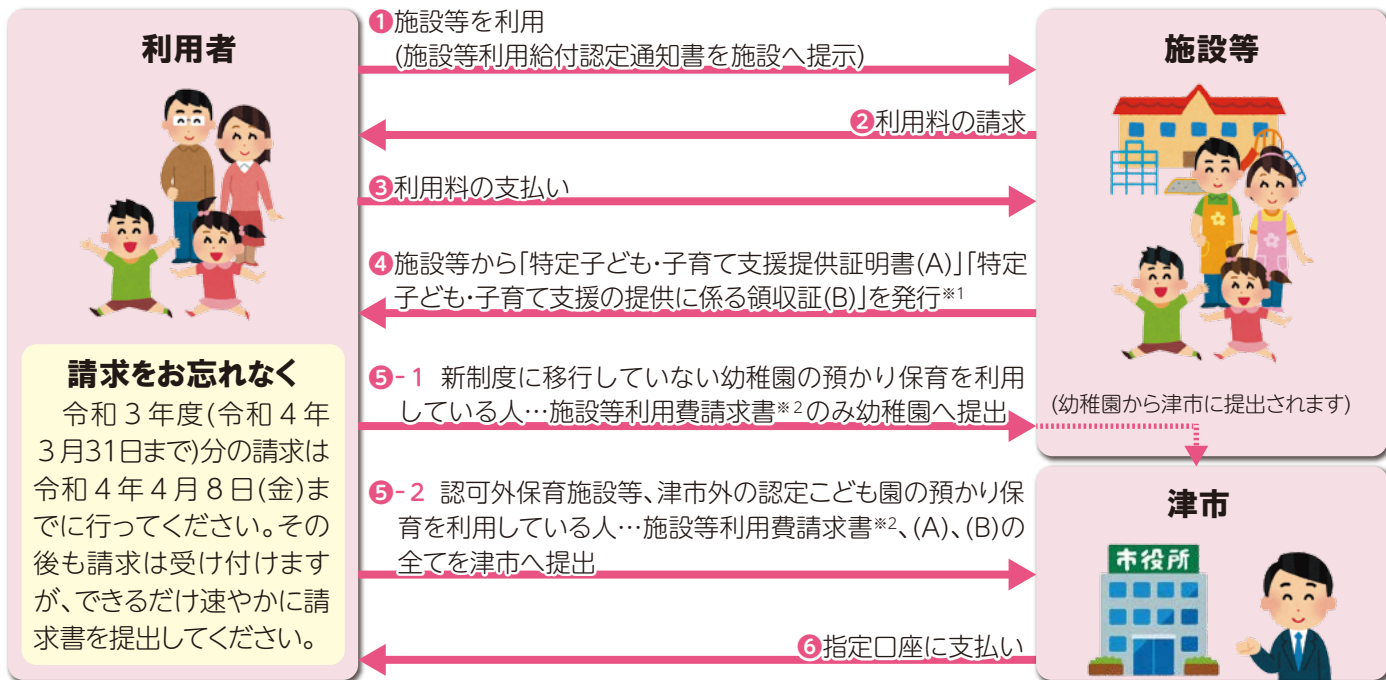 利用者
請求をお忘れなく
令和3年度(令和4年
3月31日まで)分の請求は
令和4年4月8日(金)ま
でに行ってください。その
後も請求は受け付けます
が、できるだけ速やかに請
求書を提出してください。
❶施設等を利用
(施設等利用給付認定通知書を施設へ提示)
❷利用料の請求
❸利用料の支払い
❹施設等から「特定子ども・子育て支援提供証明書(A)」「特定
子ども・子育て支援の提供に係る領収証(B)」を発行※1
❺-1 新制度に移行していない幼稚園の預かり保育を利用
している人…施設等利用費請求書※2のみ幼稚園へ提出
❺-2 認可外保育施設等、津市外の認定こども園の預かり保
育を利用している人…施設等利用費請求書※2、(A)、(B)の
全てを津市へ提出
❻指定口座に支払い
施設等
(幼稚園から津市に提出されます)
津市
市役所